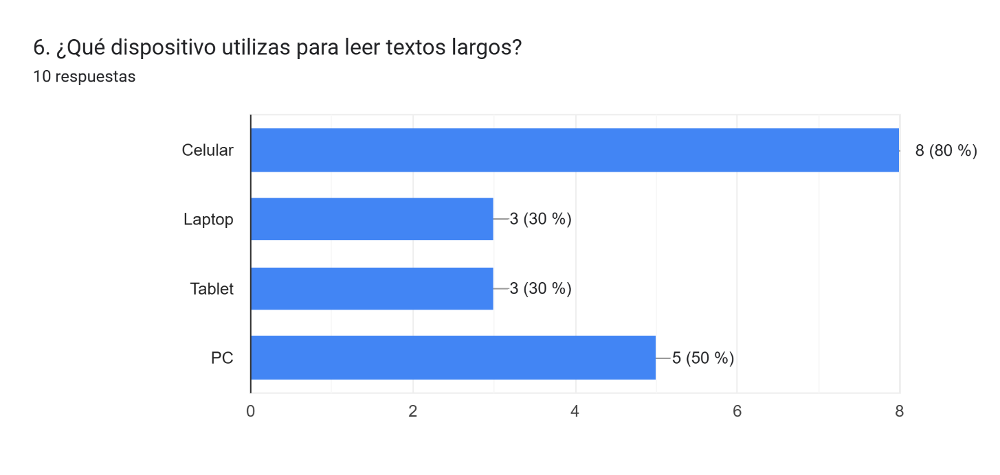 6. ¿Qué dispositivo utilizas para leer textos largos?
10 respuestas
Celular
8 (80 %)
Laptop
3 (30 %)
Tablet
3 (30 %)
PC
5 (50 %)
0 2 4 6 8